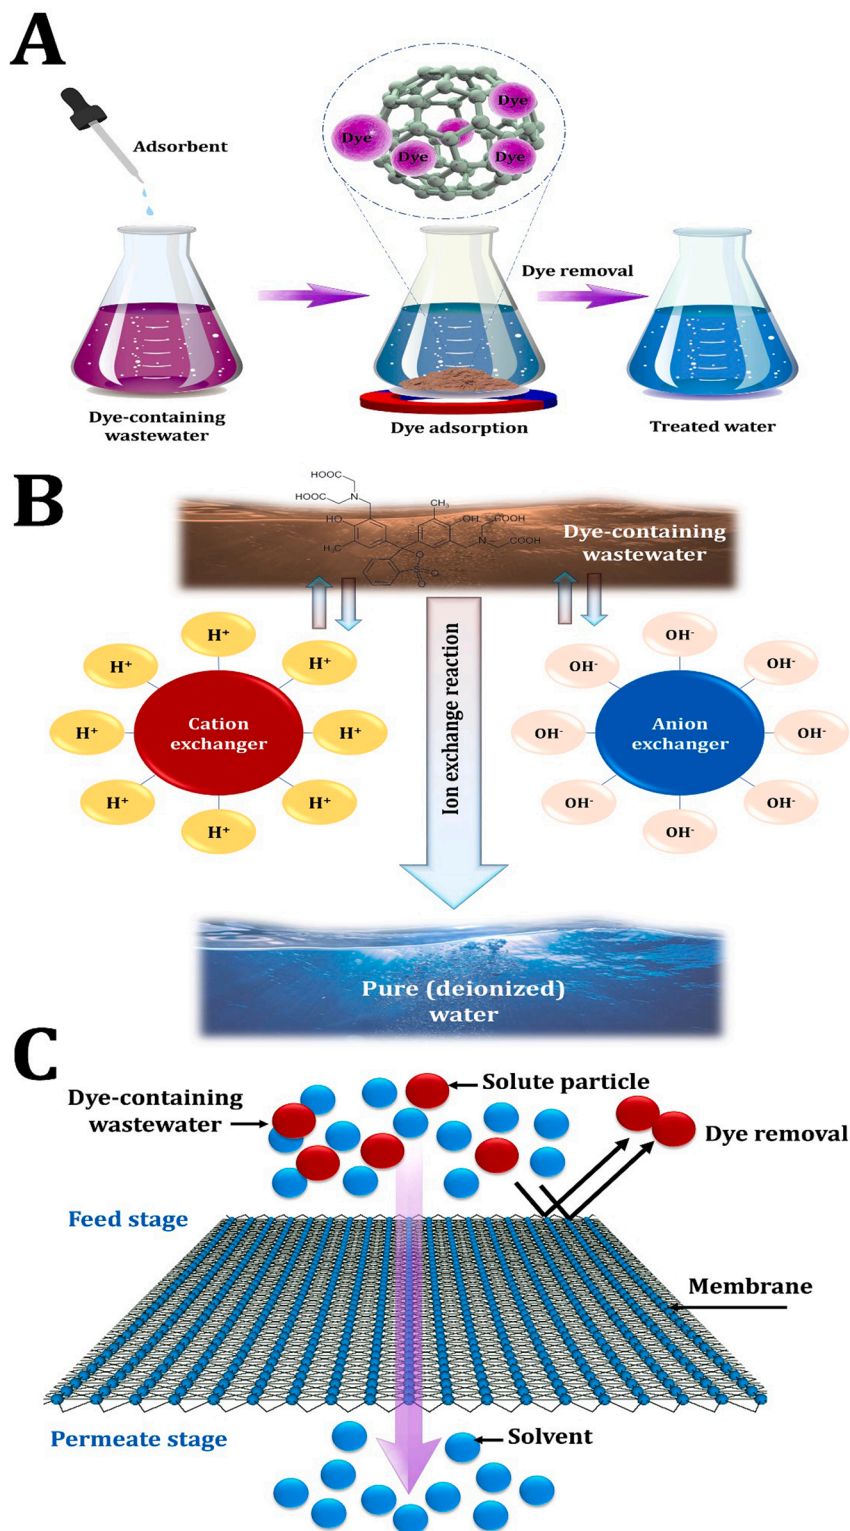 A
Adsorbent
Dye
Dye
Dye
Dye
Dye removal
Dye-containing
wastewater
Dye adsorption
Treated water
B
HOOC
HOOC
N
HO
H₃C
CH₃
OH
COOH
N
COOH
O
S
O
O
Dye-containing
wastewater
H⁺
H⁺
H⁺
H⁺
H⁺
H⁺
H⁺
H⁺
Cation
exchanger
Ion exchange reaction
OH⁻
OH⁻
OH⁻
OH⁻
OH⁻
OH⁻
OH⁻
OH⁻
Anion
exchanger
Pure (deionized)
water
C
Dye-containing
wastewater
Solute particle
Dye removal
Feed stage
Membrane
Permeate stage
Solvent